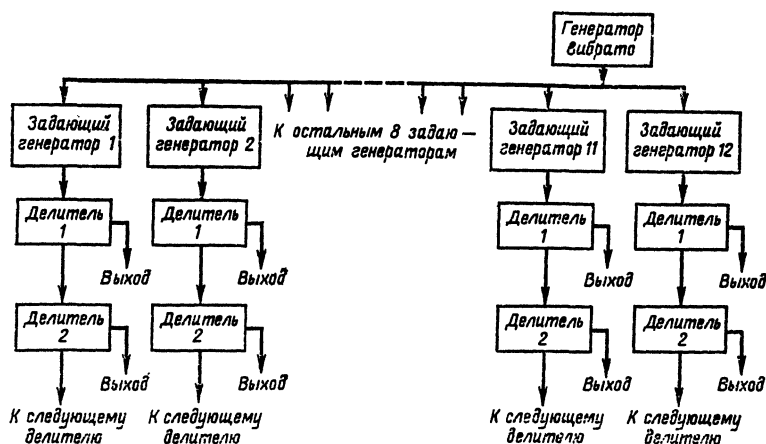 Генератор
вибрато
Задающий
генератор 1
Задающий
генератор 2
К остальным 8 задаю —
щим генераторам
Задающий
генератор 11
Задающий
генератор 12
Делитель
1
Делитель
1
Делитель
1
Делитель
1
Выход
Выход
Выход
Выход
Делитель
2
Делитель
2
Делитель
2
Делитель
2
Выход
Выход
Выход
Выход
К следующему
делителю
К следующему
делителю
К следующему
делителю
К следующему
делителю